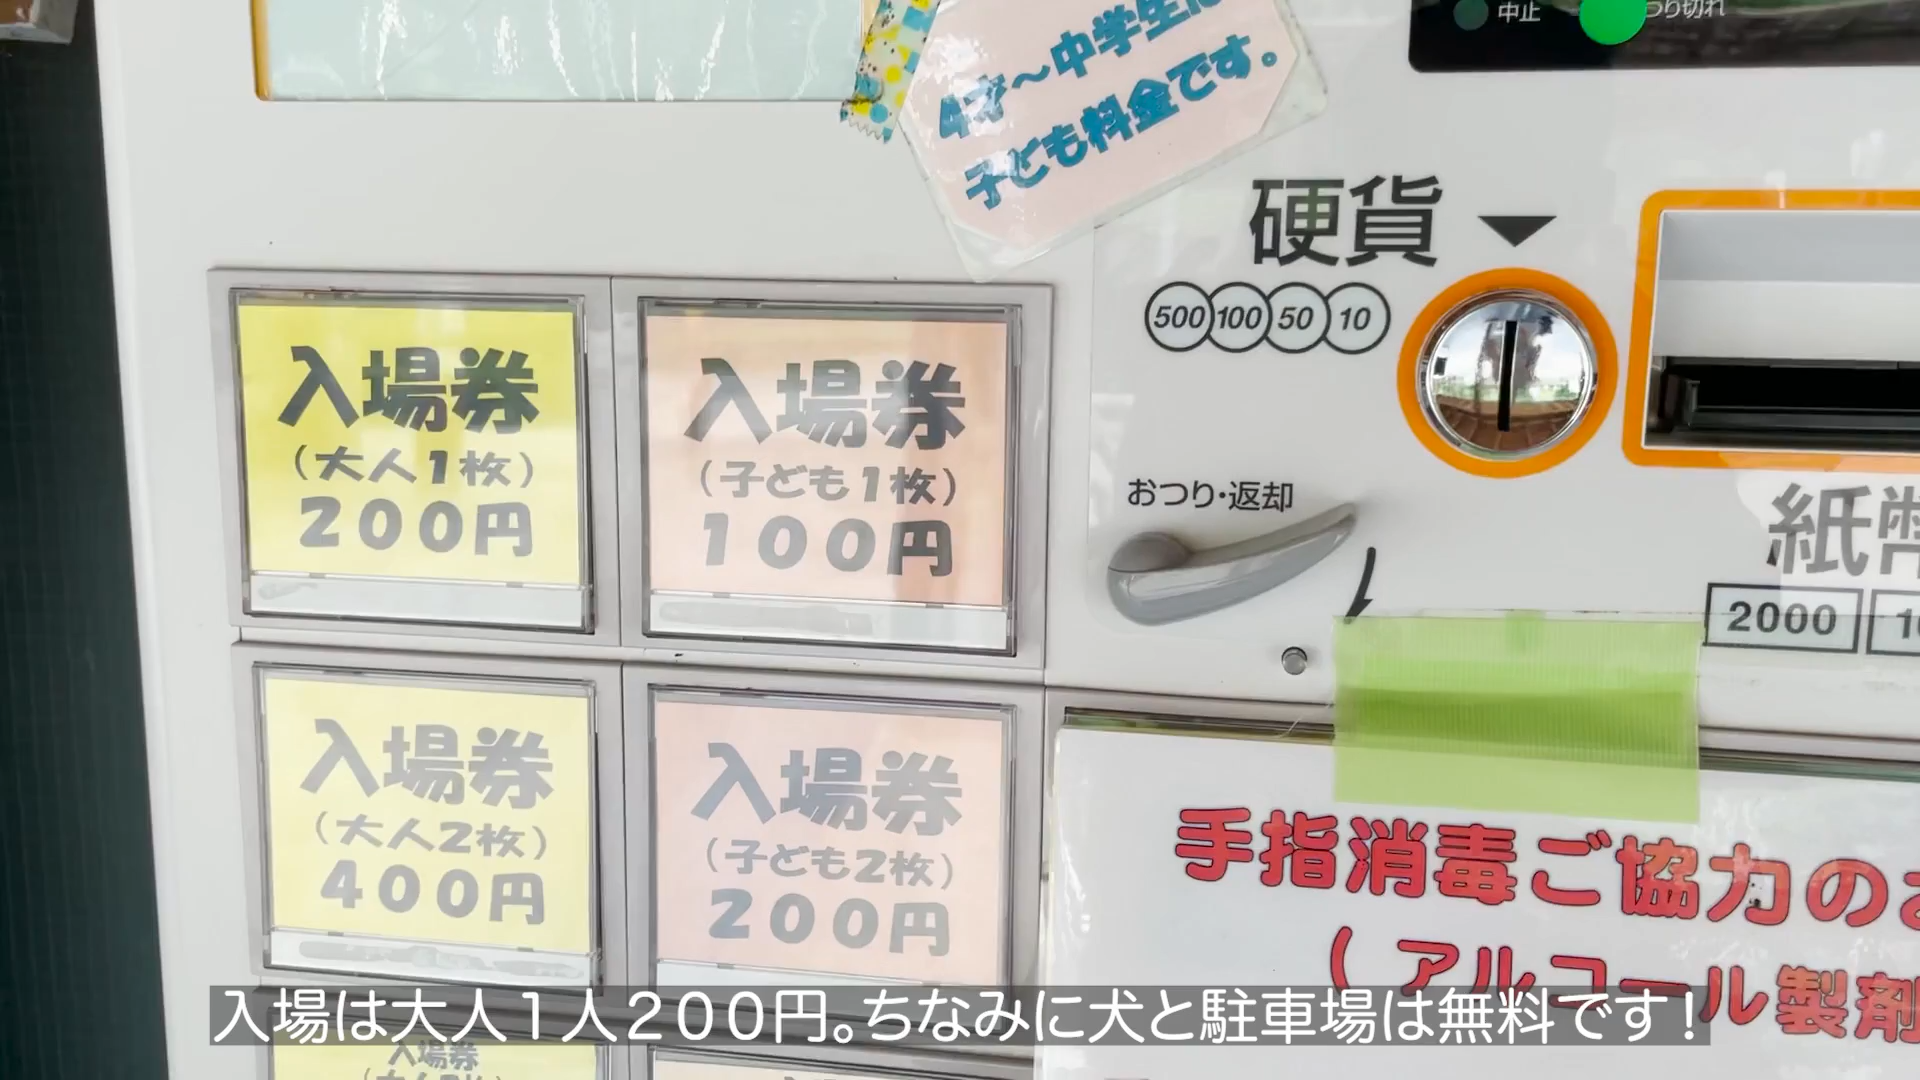 中止
つり切れ
4才～中学生は
子ども料金です。
硬貨
500 100 50 10
入場券
(大人1枚)
200円
入場券
(子ども1枚)
100円
おつり・返却
紙幣
2000
入場券
(大人2枚)
400円
入場券
(子ども2枚)
200円
手指消毒ご協力の
(アルコール製剤
入場は大人1人200円。ちなみに犬と駐車場は無料です!
入場券